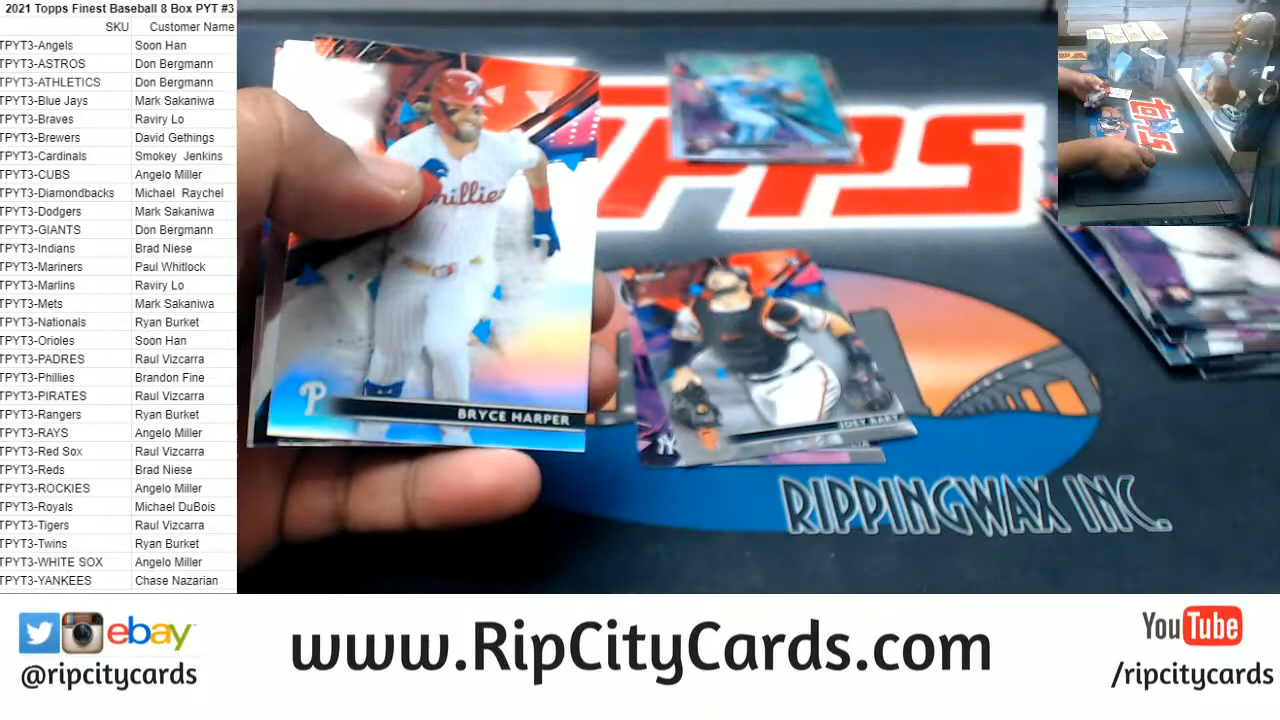 2021 Topps Finest Baseball 8 Box PYT #3
SKU Customer Name
TPYT3-Angels Soon Han
TPYT3-ASTROS Don Bergmann
TPYT3-ATHLETICS Don Bergmann
TPYT3-Blue Jays Mark Sakaniwa
TPYT3-Braves Raviry Lo
TPYT3-Brewers David Gethings
TPYT3-Cardinals Smokey Jenkins
TPYT3-CUBS Angelo Miller
TPYT3-Diamondbacks Michael Raychel
TPYT3-Dodgers Mark Sakaniwa
TPYT3-GIANTS Don Bergmann
TPYT3-Indians Brad Niese
TPYT3-Mariners Paul Whitlock
TPYT3-Marlins Raviry Lo
TPYT3-Mets Mark Sakaniwa
TPYT3-Nationals Ryan Burket
TPYT3-Orioles Soon Han
TPYT3-PADRES Raul Vizcarra
TPYT3-Phillies Brandon Fine
TPYT3-PIRATES Raul Vizcarra
TPYT3-Rangers Ryan Burket
TPYT3-RAYS Angelo Miller
TPYT3-Red Sox Raul Vizcarra
TPYT3-Reds Brad Niese
TPYT3-ROCKIES Angelo Miller
TPYT3-Royals Michael DuBois
TPYT3-Tigers Raul Vizcarra
TPYT3-Twins Ryan Burket
TPYT3-WHITE SOX Angelo Miller
TPYT3-YANKEES Chase Nazarian
Phillies
P
BRYCE HARPER
TOPPS
JOEY BART
NY
RIPPINGWAX INC.
ebay
@ripcitycards
www.RipCityCards.com
YouTube
/ripcitycards